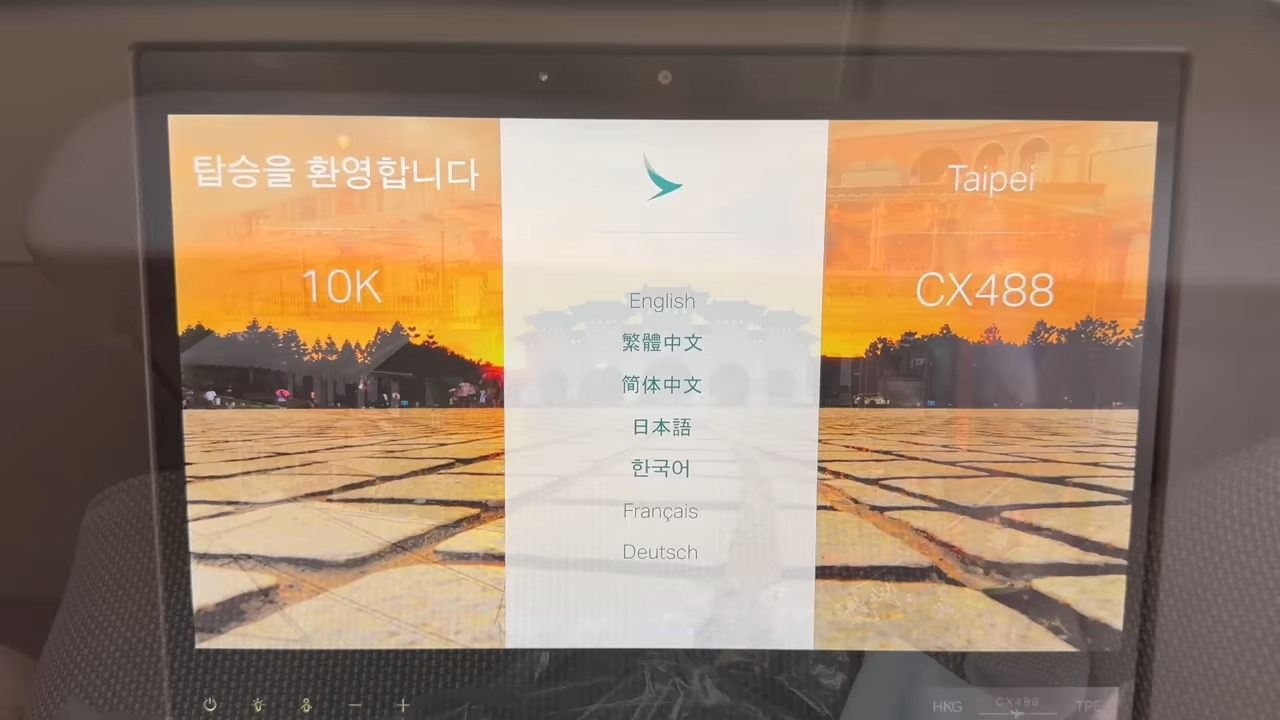 탑승을 환영합니다
10K
English
繁體中文
简体中文
日本語
한국어
Français
Deutsch
Taipei
CX488
HKG
CX488
TPE